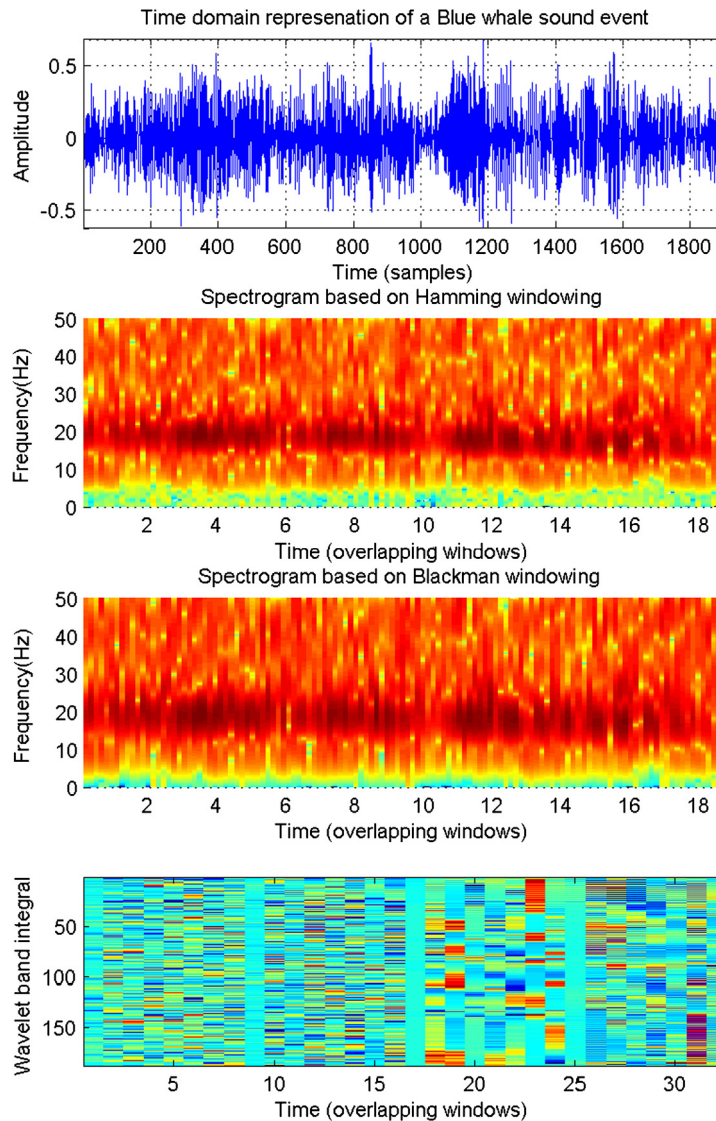 Time domain represenation of a Blue whale sound event
0.5
0
-0.5
Amplitude
200 400 600 800 1000 1200 1400 1600 1800
Time (samples)
Spectrogram based on Hamming windowing
50
40
30
20
10
0
Frequency(Hz)
2 4 6 8 10 12 14 16 18
Time (overlapping windows)
Spectrogram based on Blackman windowing
50
40
30
20
10
0
Frequency(Hz)
2 4 6 8 10 12 14 16 18
Time (overlapping windows)
50
100
150
Wavelet band integral
5 10 15 20 25 30
Time (overlapping windows)